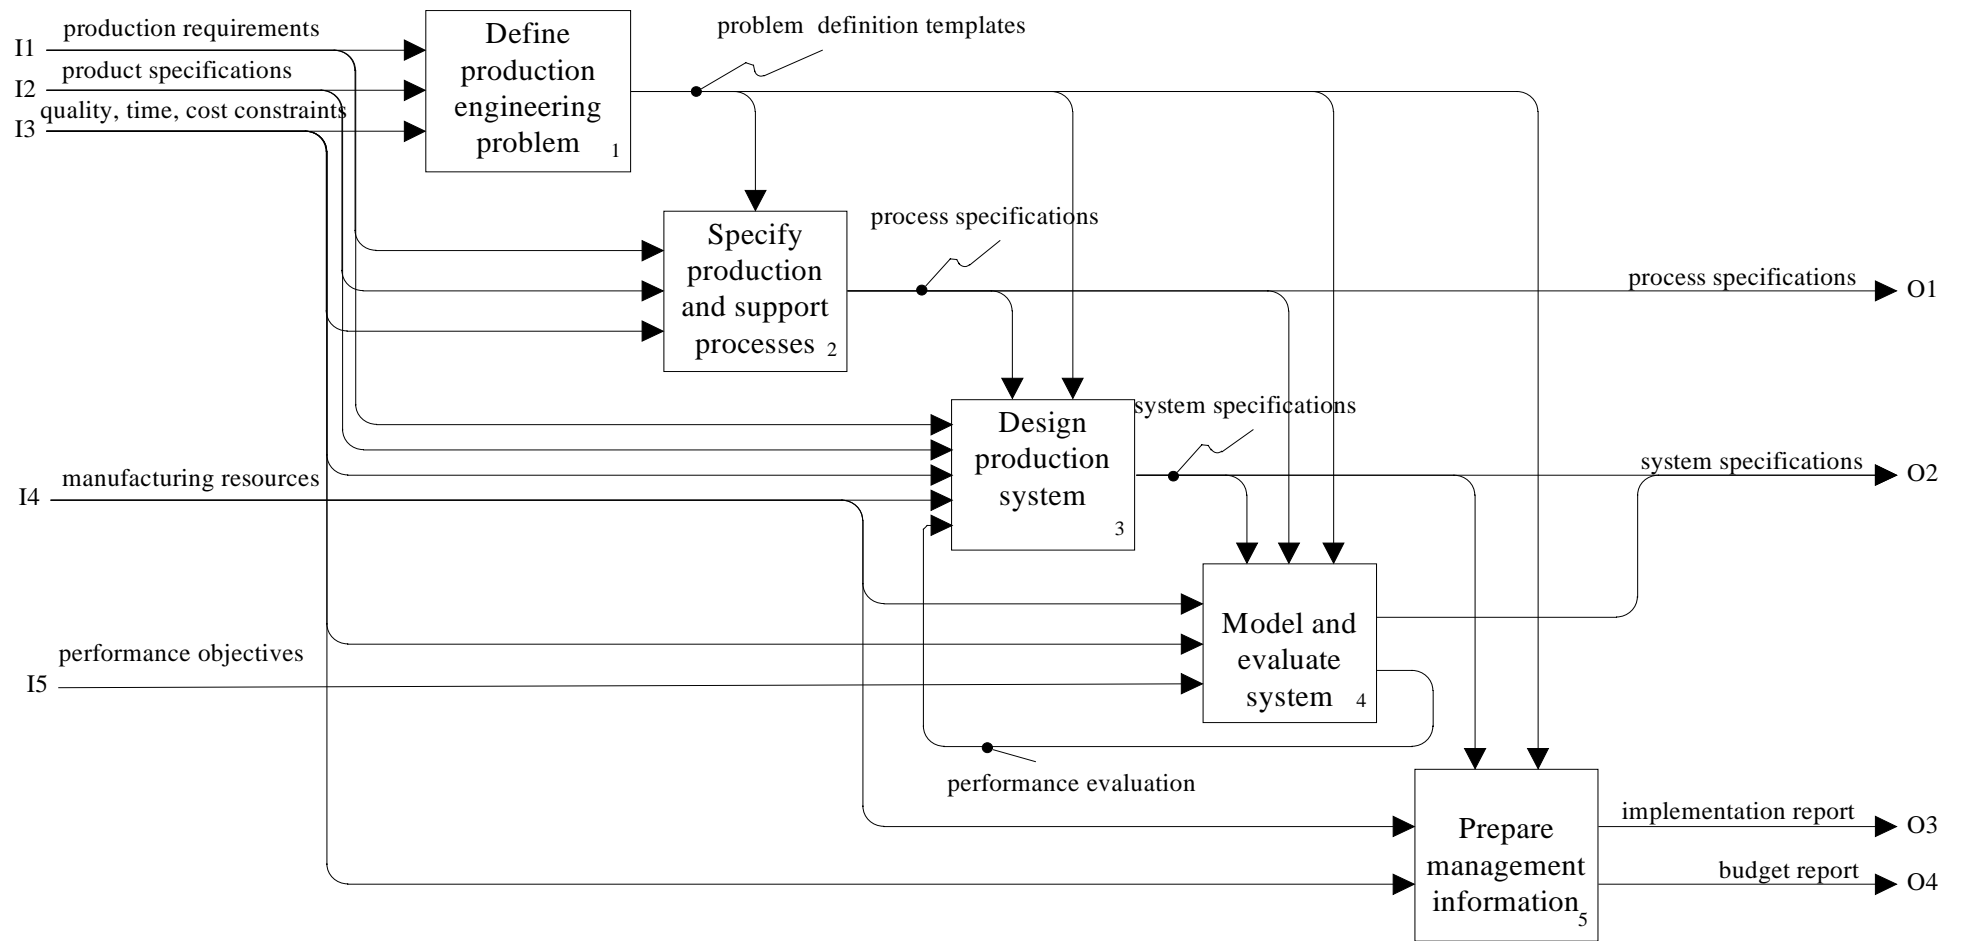 I1
production requirements
I2
product specifications
I3
quality, time, cost constraints
Define
production
engineering
problem
1
problem definition templates
Specify
production
and support
processes
2
process specifications
process specifications
O1
Design
production
system
3
system specifications
system specifications
O2
I4
manufacturing resources
Model and
evaluate
system
4
I5
performance objectives
performance evaluation
Prepare
management
information
5
implementation report
O3
budget report
O4